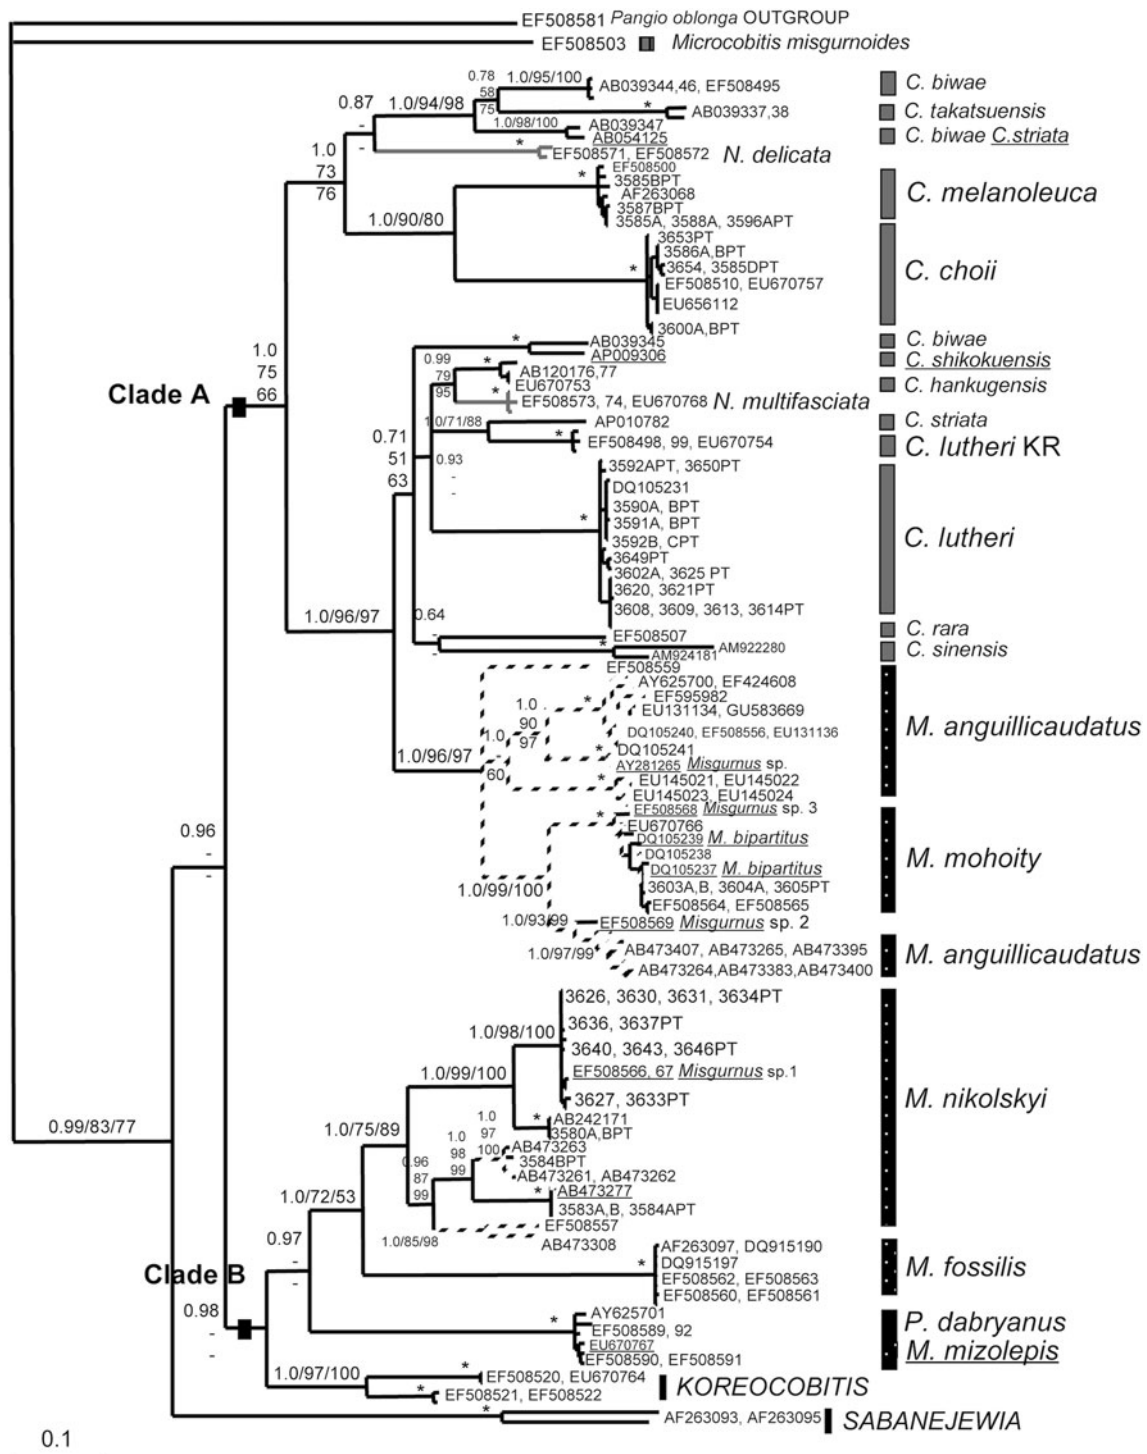 EF508581 Pangio oblonga OUTGROUP
EF508503 Microcobitis misgurnoides
0.78
58
75
1.0/95/100
AB039344,46, EF508495
C. biwae
0.87
-
-
1.0/94/98
*
AB039337,38
C. takatsuensis
1.0/98/100
AB039347
AB054125
C. biwae C.striata
*
EF508571, EF508572
N. delicata
1.0
73
76
*
EF508500
3585BPT
AF263068
3587BPT
3585A, 3588A, 3596APT
C. melanoleuca
1.0/90/80
*
3653PT
3586A,BPT
3654, 3585DPT
EF508510, EU670757
EU656112
3600A,BPT
C. choii
1.0
75
66
Clade A
*
AB039345
AP009306
C. biwae
C. shikokuensis
0.99
79
95
*
AB120176,77
EU670753
C. hankugensis
*
EF508573, 74, EU670768
N. multifasciata
1.0/71/88
AP010782
C. striata
*
EF508498, 99, EU670754
C. lutheri KR
0.71
51
63
0.93
-
-
*
3592APT, 3650PT
DQ105231
3590A, BPT
3591A, BPT
3592B, CPT
3649PT
3602A, 3625 PT
3620, 3621PT
3608, 3609, 3613, 3614PT
C. lutheri
1.0/96/97
0.64
-
-
EF508507
C. rara
*
AM922280
AM924181
C. sinensis
EF508559
AY625700, EF424608
EF595982
EU131134, GU583669
DQ105240, EF508556, EU131136
DQ105241
AY281265 Misgurnus sp.
EU145021, EU145022
EU145023, EU145024
M. anguillicaudatus
1.0
90
97
*
*
1.0
-
60
*
1.0/96/97
*
EF508568 Misgurnus sp. 3
EU670766
DQ105239 M. bipartitus
DQ105238
DQ105237 M. bipartitus
3603A,B, 3604A, 3605PT
EF508564, EF508565
M. mohoity
0.96
-
1.0/99/100
1.0/93/99
EF508569 Misgurnus sp. 2
1.0/97/99
AB473407, AB473265, AB473395
AB473264,AB473383,AB473400
M. anguillicaudatus
3626, 3630, 3631, 3634PT
3636, 3637PT
3640, 3643, 3646PT
EF508566, 67 Misgurnus sp.1
3627, 3633PT
1.0/98/100
1.0/99/100
*
AB242171
3580A,BPT
M. nikolskyi
0.99/83/77
1.0/75/89
1.0
97
100
AB473263
3584BPT
AB473261, AB473262
1.0
98
99
*
AB473277
3583A,B, 3584APT
0.96
87
99
1.0/85/98
EF508557
AB473308
1.0/72/53
*
AF263097, DQ915190
DQ915197
EF508562, EF508563
EF508560, EF508561
M. fossilis
0.97
-
-
Clade B
0.98
-
-
*
AY625701
EF508589, 92
EU670767
EF508590, EF508591
P. dabryanus
M. mizolepis
1.0/97/100
*
EF508520, EU670764
*
EF508521, EF508522
KOREOCOBITIS
*
AF263093, AF263095
SABANEJEWIA
0.1